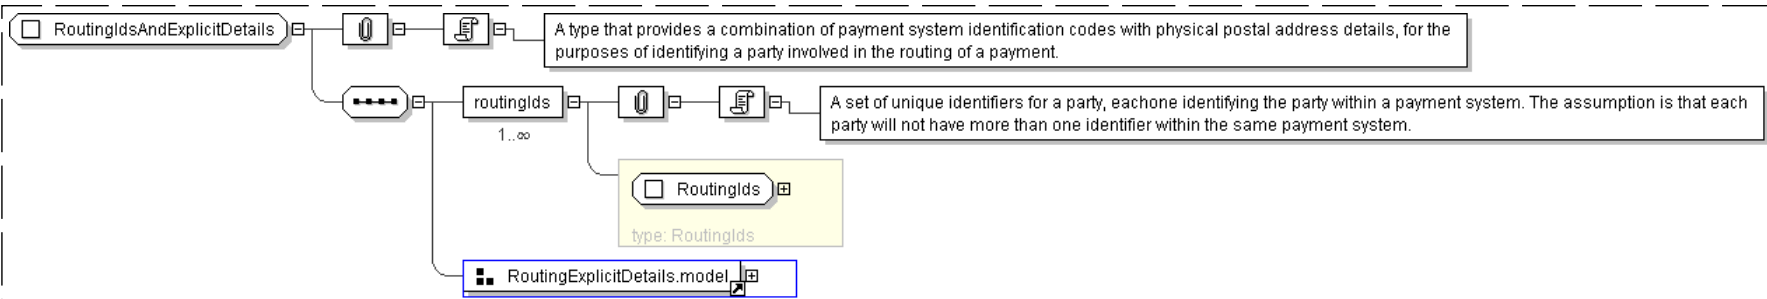 RoutingIdsAndExplicitDetails
A type that provides a combination of payment system identification codes with physical postal address details, for the
purposes of identifying a party involved in the routing of a payment.
routingIds
1..∞
A set of unique identifiers for a party, eachone identifying the party within a payment system. The assumption is that each
party will not have more than one identifier within the same payment system.
RoutingIds
type: RoutingIds
RoutingExplicitDetails.model